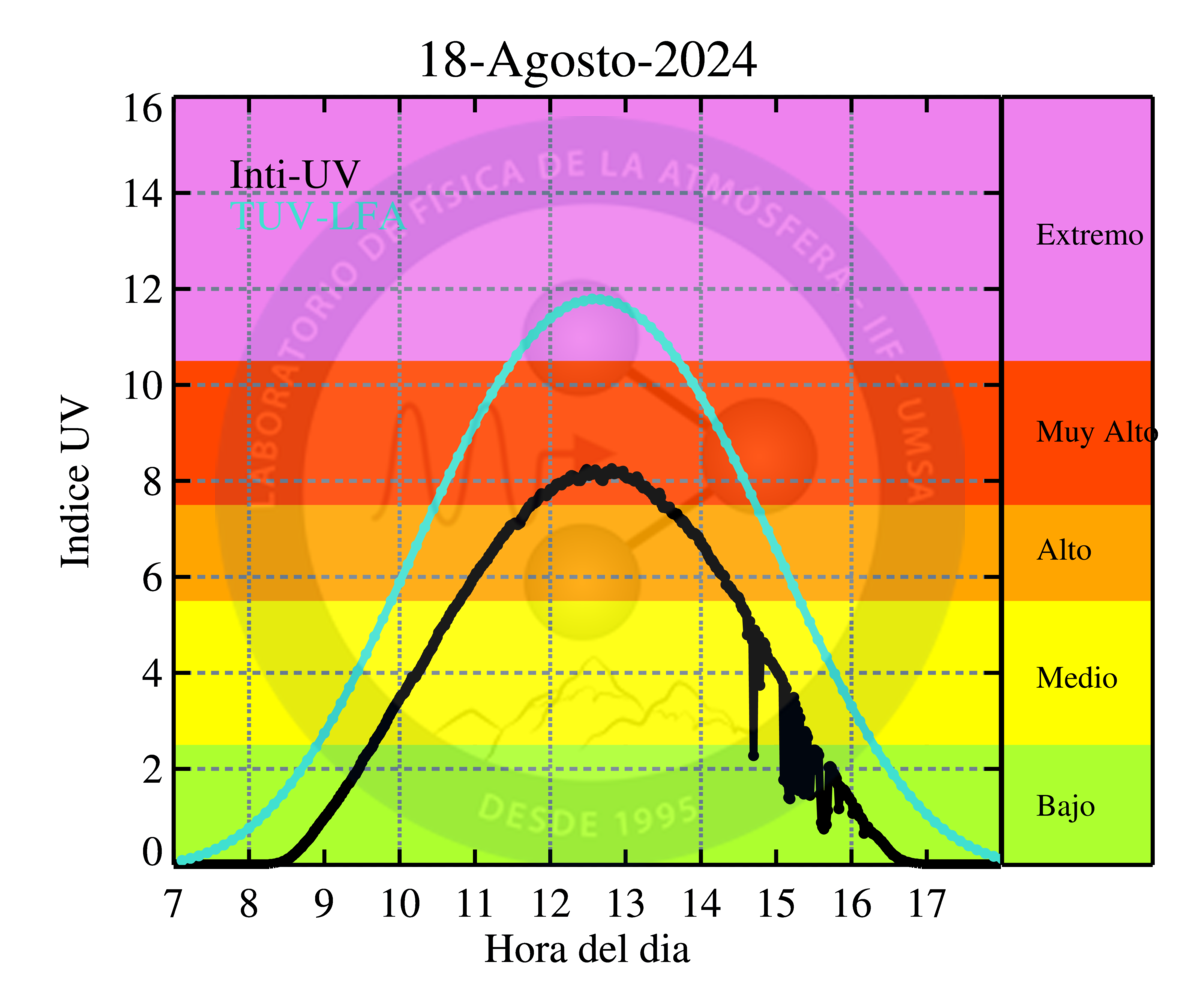 18-Agosto-2024
Inti-UV
TUV-LFA
Indice UV
16
14
12
10
8
6
4
2
0
7 8 9 10 11 12 13 14 15 16 17
Hora del dia
Extremo
Muy Alto
Alto
Medio
Bajo
LABORATORIO DE FÍSICA DE LA ATMÓSFERA - IIF - UMSA
DESDE 1995